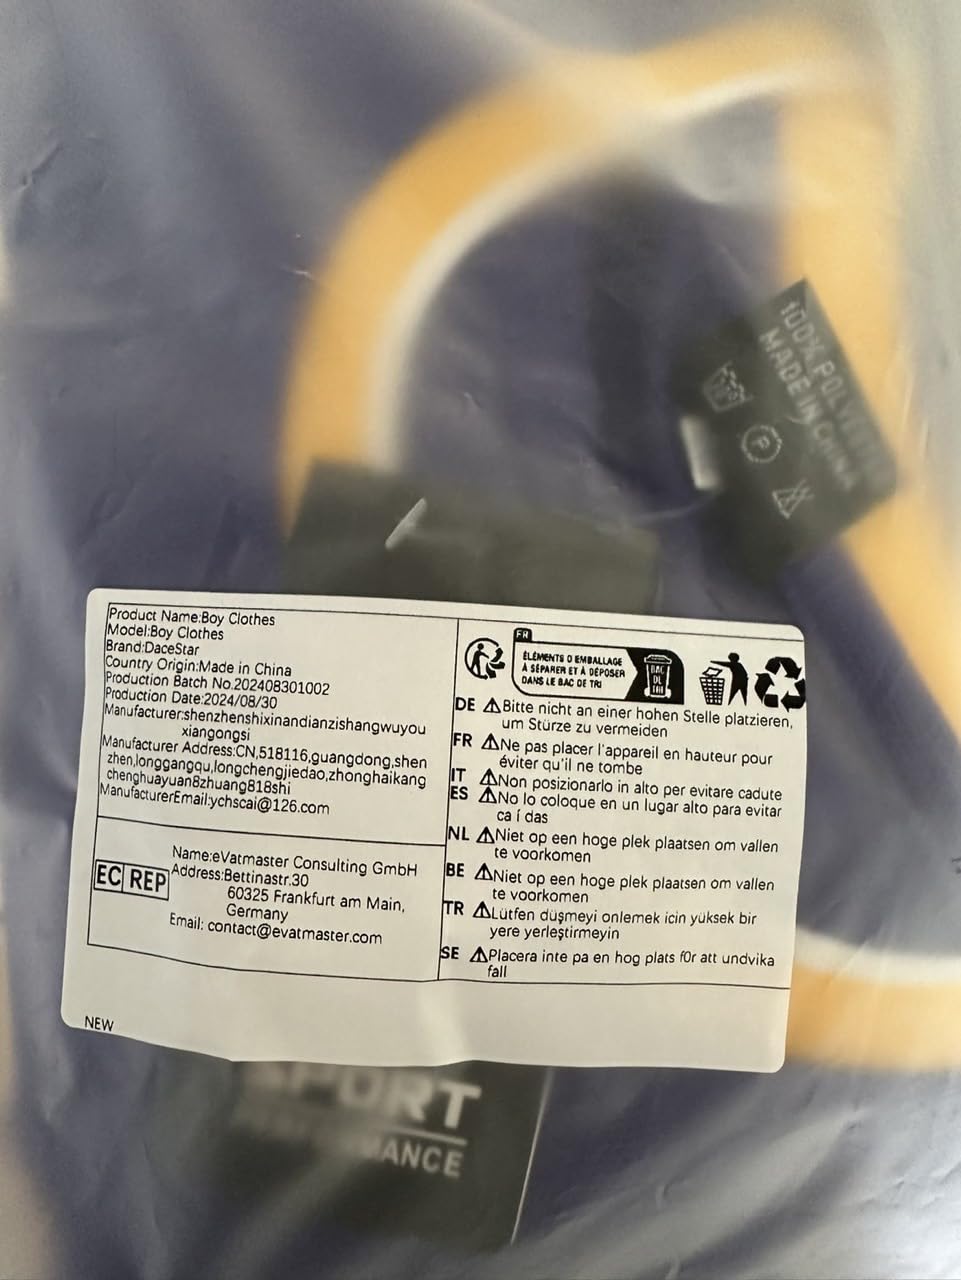 100% POLYESTER
MADE IN CHINA
P
Product Name:Boy Clothes
Model:Boy Clothes
Brand:DaceStar
Country Origin:Made in China
Production Batch No.202408301002
Production Date:2024/08/30
Manufacturer:shenzhenshixinandianzishangwuyou
xiangongsi
Manufacturer Address:CN,518116,guangdong,shen
zhen,longgangqu,longchengjiedao,zhonghaikang
chenghuayuan8zhuang818shi
ManufacturerEmail:ychscai@126.com
EC REP
Name:eVatmaster Consulting GmbH
Address:Bettinastr.30
60325 Frankfurt am Main,
Germany
Email: contact@evatmaster.com
FR
ÉLÉMENTS D EMBALLAGE
À SÉPARER ET À DÉPOSER
DANS LE BAC DE TRI
BAC
DE
TRI
DE ⚠Bitte nicht an einer hohen Stelle platzieren,
um Stürze zu vermeiden
FR ⚠Ne pas placer l'appareil en hauteur pour
éviter qu'il ne tombe
IT ⚠Non posizionarlo in alto per evitare cadute
ES ⚠No lo coloque en un lugar alto para evitar
ca í das
NL ⚠Niet op een hoge plek plaatsen om vallen
te voorkomen
BE ⚠Niet op een hoge plek plaatsen om vallen
te voorkomen
TR ⚠Lütfen düşmeyi onlemek icin yüksek bir
yere yerleştirmeyin
SE ⚠Placera inte pa en hog plats f0r att undvika
fall
NEW
SPORT